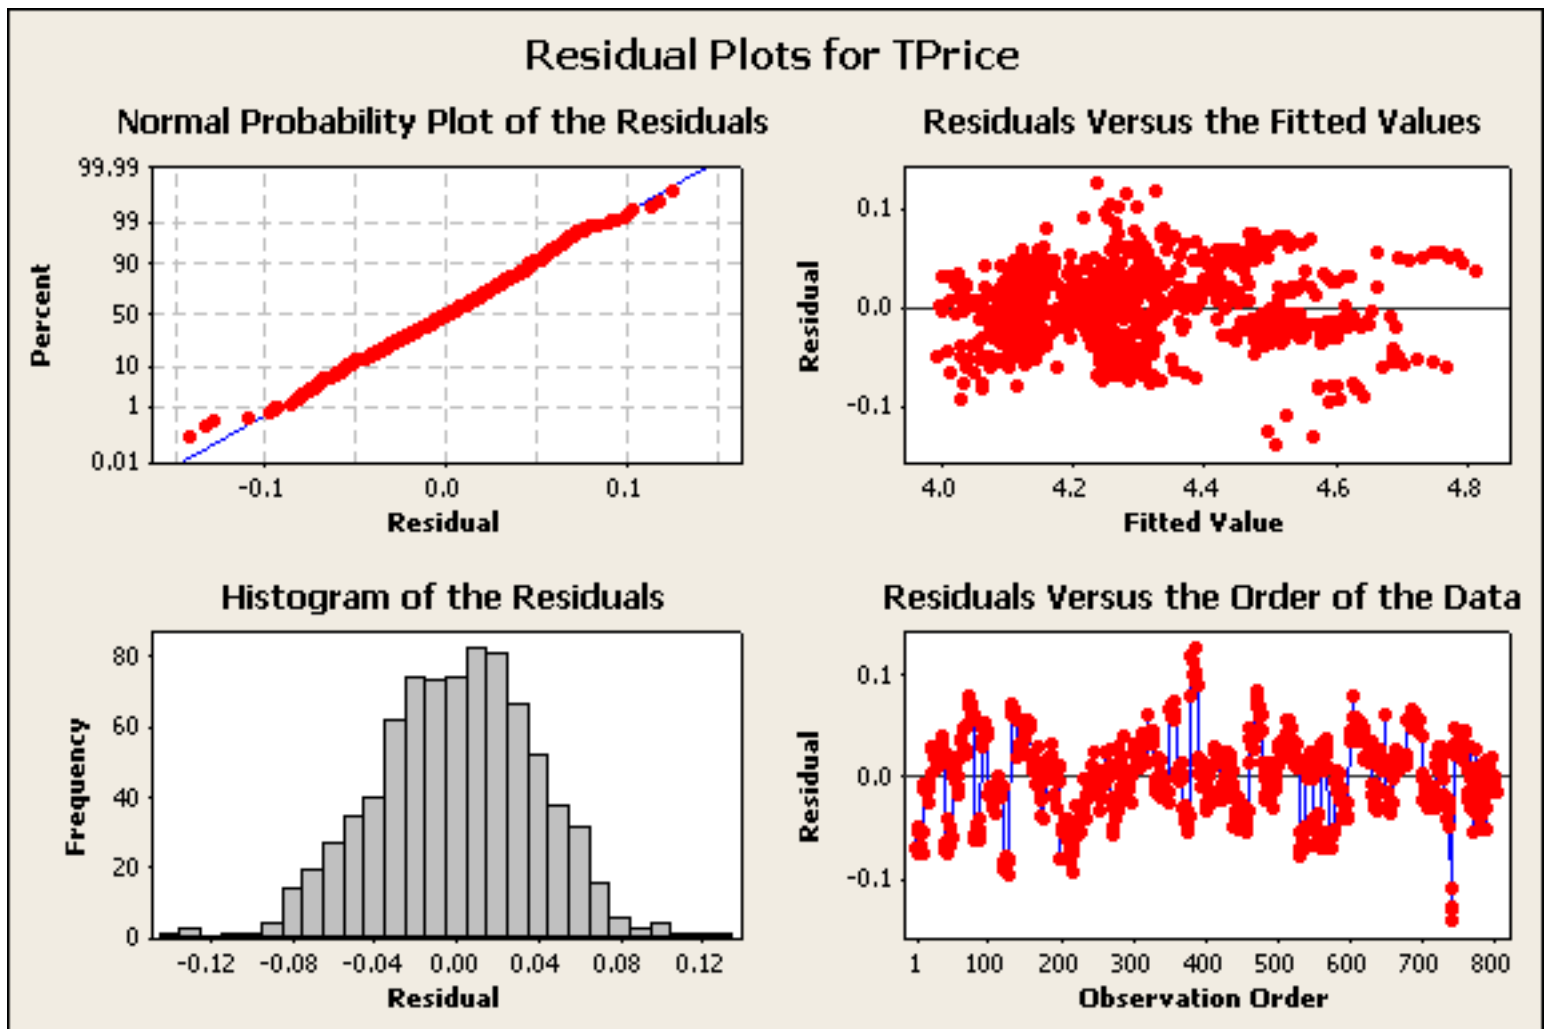 Residual Plots for TPrice
Normal Probability Plot of the Residuals
99.99
99
90
50
10
1
0.01
Percent
-0.1 0.0 0.1
Residual
Residuals Versus the Fitted Values
0.1
0.0
-0.1
Residual
4.0 4.2 4.4 4.6 4.8
Fitted Value
Histogram of the Residuals
80
60
40
20
0
Frequency
-0.12 -0.08 -0.04 0.00 0.04 0.08 0.12
Residual
Residuals Versus the Order of the Data
0.1
0.0
-0.1
Residual
1 100 200 300 400 500 600 700 800
Observation Order